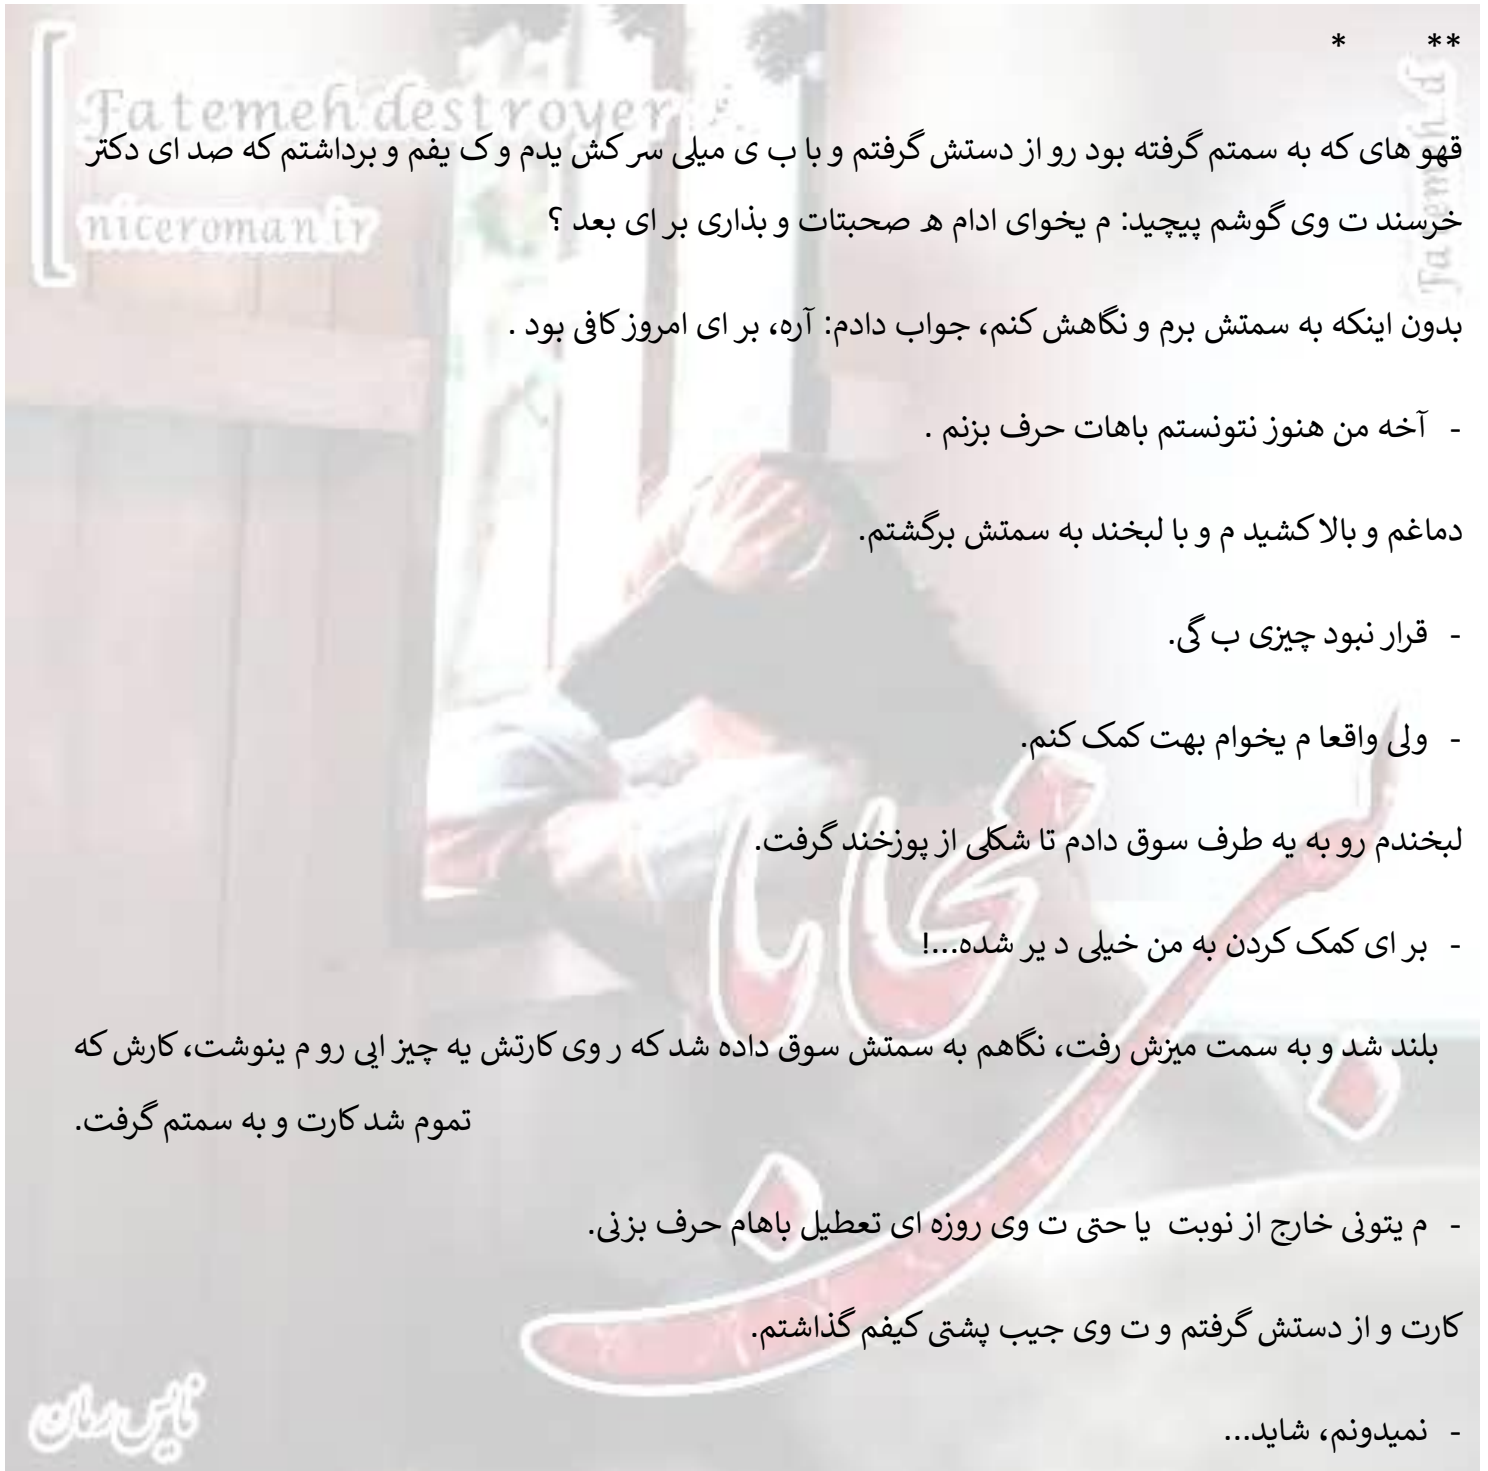 ** *
Fatemeh destroyer
قهو های که به سمتم گرفته بود رو از دستش گرفتم و با ب ی میلی سر کش یدم و ک یفم و برداشتم که صد ای دکتر
niceroman.ir
خرسند ت وی گوشم پیچید: م یخوای ادام ه صحبتات و بذاری بر ای بعد ؟
Fatemeh.d
بدون اینکه به سمتش برم و نگاهش کنم، جواب دادم: آره، بر ای امروز کافی بود .
- آخه من هنوز نتونستم باهات حرف بزنم .
دماغم و بالا کشید م و با لبخند به سمتش برگشتم.
- قرار نبود چیزی ب گی.
- ولی واقعا م یخوام بهت کمک کنم.
لبخندم رو به یه طرف سوق دادم تا شکلی از پوزخند گرفت.
- بر ای کمک کردن به من خیلی د یر شده...!
بلند شد و به سمت میزش رفت، نگاهم به سمتش سوق داده شد که ر وی کارتش یه چیز ایی رو م ینوشت، کارش که
تموم شد کارت و به سمتم گرفت.
- م یتونی خارج از نوبت یا حتی ت وی روزه ای تعطیل باهام حرف بزنی.
کارت و از دستش گرفتم و ت وی جیب پشتی کیفم گذاشتم.
نایس رمان
- نمیدونم، شاید...